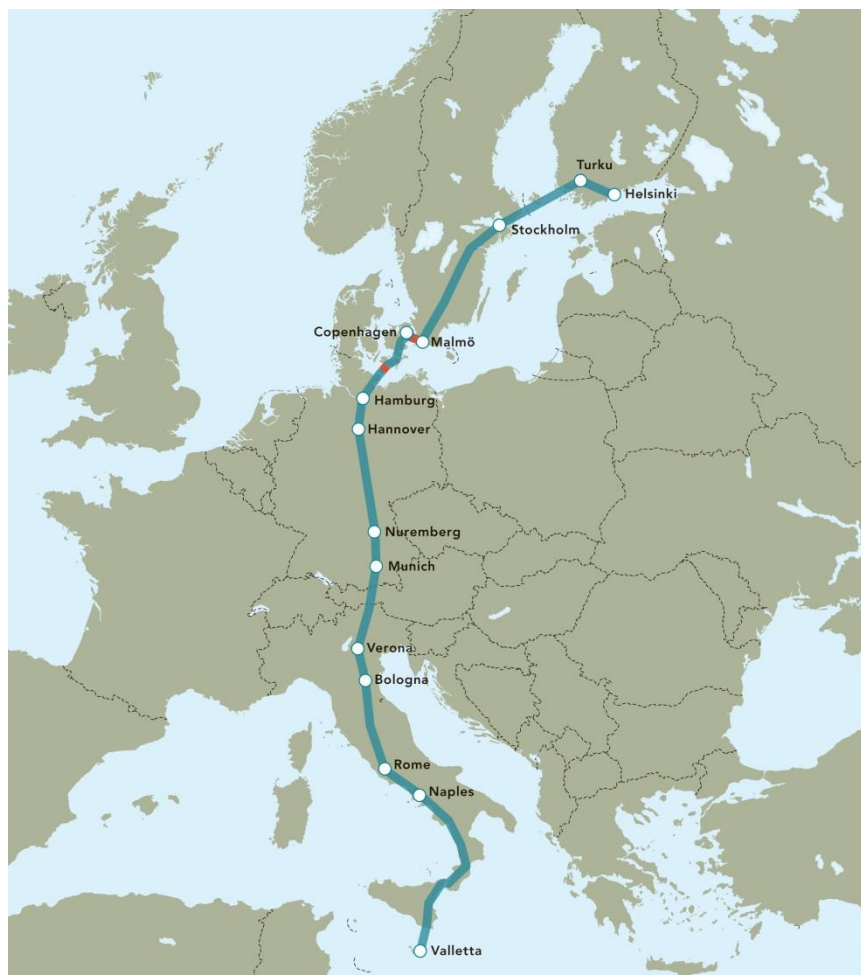 Turku
Helsinki
Stockholm
Copenhagen
Malmö
Hamburg
Hannover
Nuremberg
Munich
Verona
Bologna
Rome
Naples
Valletta